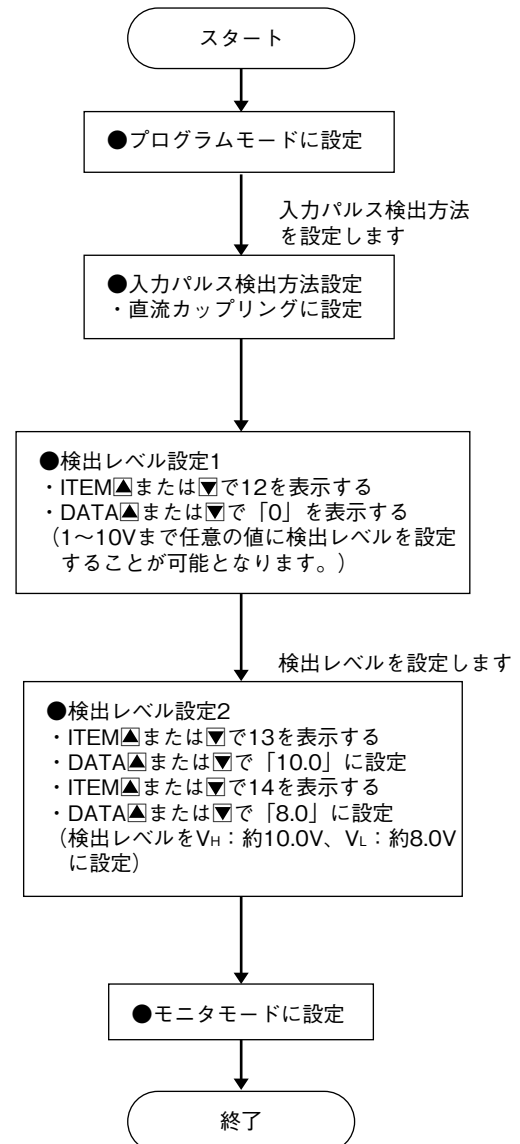 スタート
●プログラムモードに設定
入力パルス検出方法
を設定します
●入力パルス検出方法設定
・直流カップリングに設定
●検出レベル設定1
・ITEM▲または▼で12を表示する
・DATA▲または▼で「0」を表示する
（1〜10Vまで任意の値に検出レベルを設定
することが可能となります。）
検出レベルを設定します
●検出レベル設定2
・ITEM▲または▼で13を表示する
・DATA▲または▼で「10.0」に設定
・ITEM▲または▼で14を表示する
・DATA▲または▼で「8.0」に設定
（検出レベルをVH：約10.0V、VL：約8.0V
に設定）
●モニタモードに設定
終了